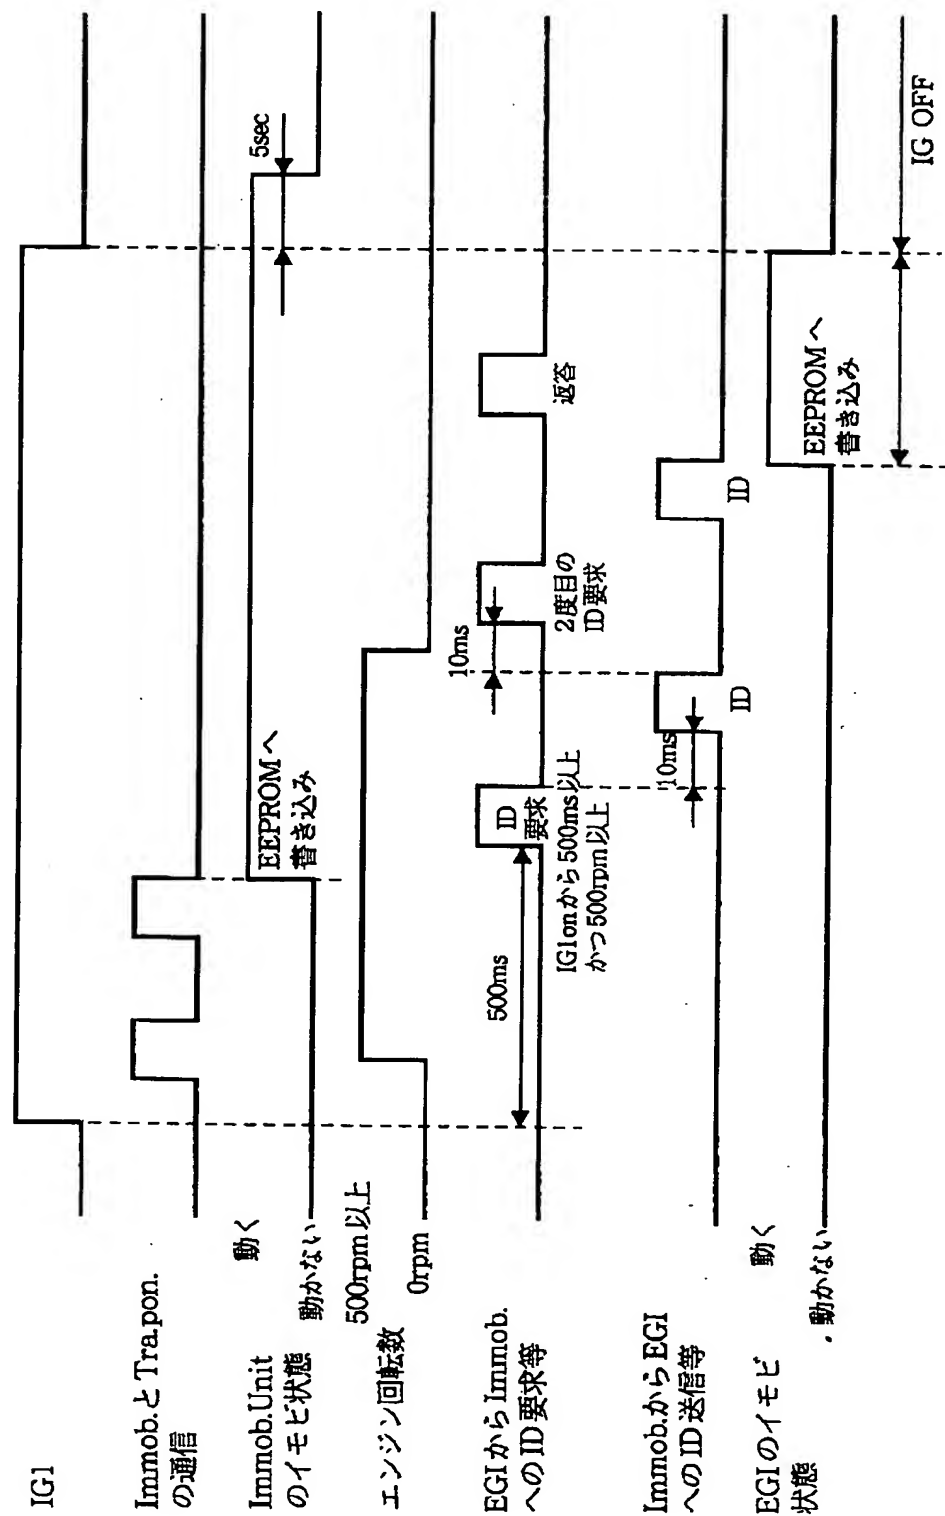 IG1
Immob.とTra.pon.
の通信
Immob.Unit
のイモビ状態
動く
動かない
EEPROMへ
書き込み
5sec
エンジン回転数
500rpm以上
0rpm
EGIからImmob.
へのID要求等
500ms
ID
要求
IG1onから500ms以上
かつ500rpm以上
10ms
2度目の
ID要求
返答
Immob.からEGI
へのID送信等
10ms
ID
ID
EGIのイモビ
状態
動く
動かない
EEPROMへ
書き込み
IG OFF